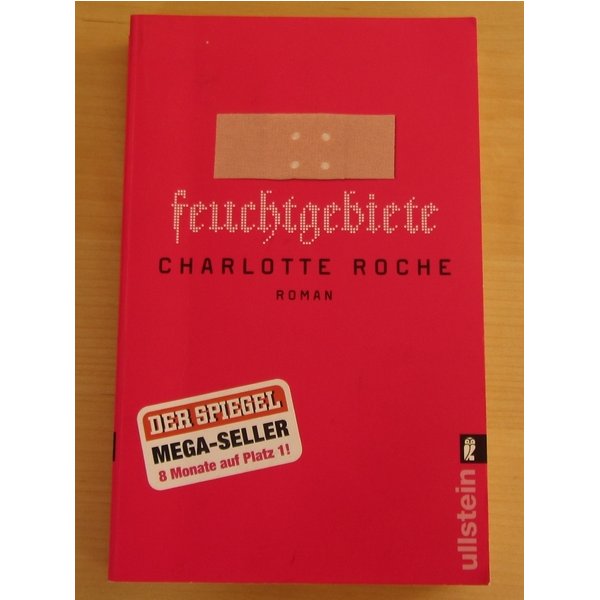 feuchtgebiete
CHARLOTTE ROCHE
ROMAN
DER SPIEGEL
MEGA-SELLER
8 Monate auf Platz 1!
ullstein